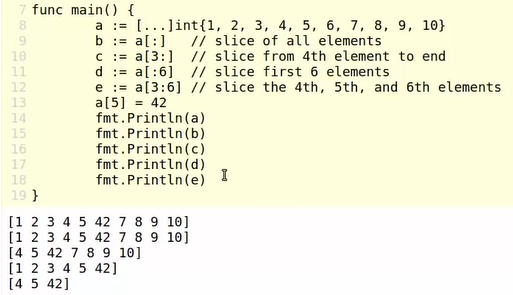 7 func main() {
8 a := [...]int{1, 2, 3, 4, 5, 6, 7, 8, 9, 10}
9 b := a[:] // slice of all elements
10 c := a[3:] // slice from 4th element to end
11 d := a[:6] // slice first 6 elements
12 e := a[3:6] // slice the 4th, 5th, and 6th elements
13 a[5] = 42
14 fmt.Println(a)
15 fmt.Println(b)
16 fmt.Println(c)
17 fmt.Println(d)
18 fmt.Println(e)
19 }
[1 2 3 4 5 42 7 8 9 10]
[1 2 3 4 5 42 7 8 9 10]
[4 5 42 7 8 9 10]
[1 2 3 4 5 42]
[4 5 42]